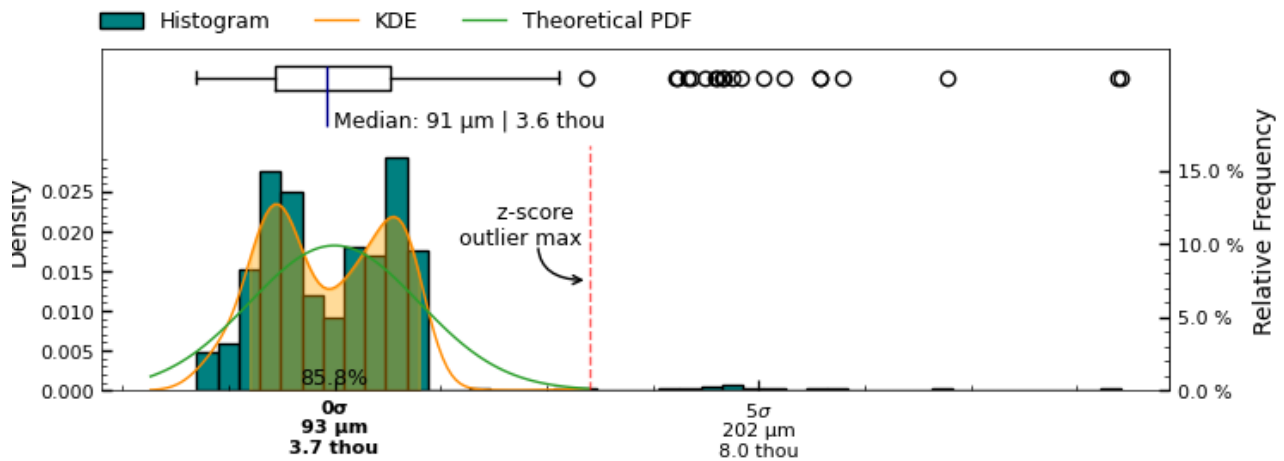 Histogram KDE Theoretical PDF
Median: 91 µm | 3.6 thou
Density
0.025
0.020
0.015
0.010
0.005
0.000
z-score
outlier max
85.8%
15.0 %
10.0 %
5.0 %
0.0 %
Relative Frequency
0σ
93 µm
3.7 thou
5σ
202 µm
8.0 thou